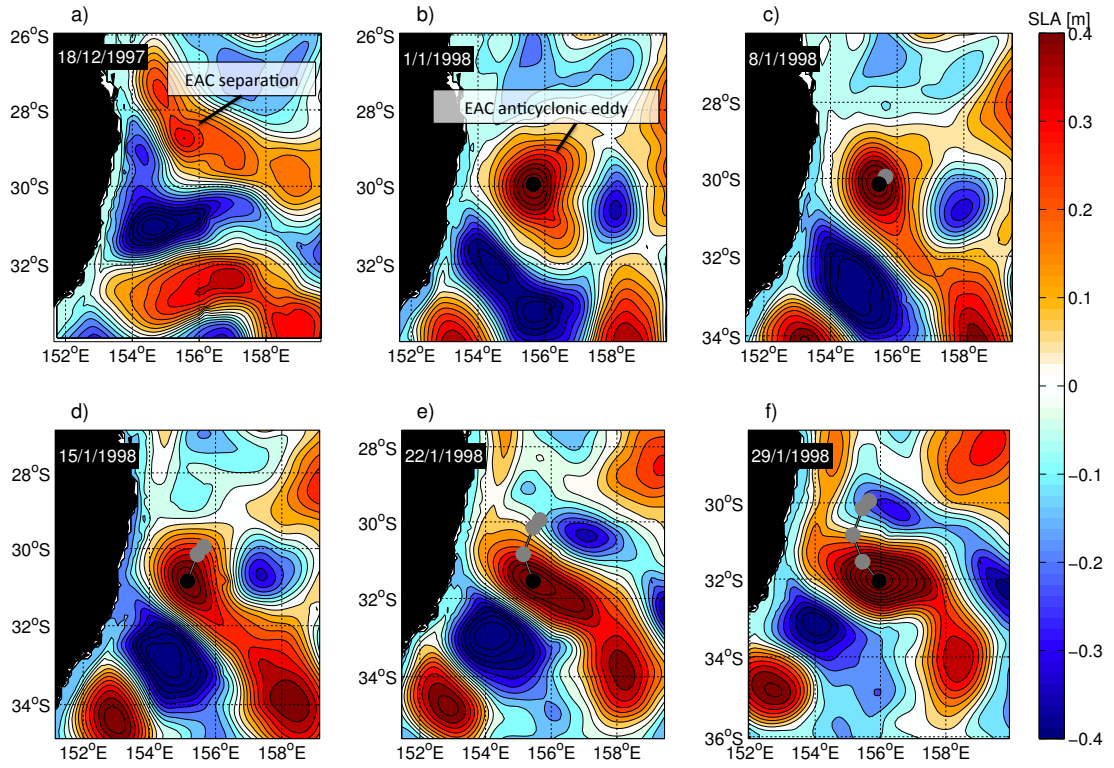 a)
b)
c)
SLA [m]
18/12/1997
EAC separation
26°S
28°S
30°S
32°S
34°S
152°E
154°E
156°E
158°E
1/1/1998
EAC anticyclonic eddy
26°S
28°S
30°S
32°S
34°S
152°E
154°E
156°E
158°E
8/1/1998
28°S
30°S
32°S
34°S
152°E
154°E
156°E
158°E
0.4
0.3
0.2
0.1
0
−0.1
−0.2
−0.3
−0.4
d)
e)
f)
15/1/1998
28°S
30°S
32°S
34°S
152°E
154°E
156°E
158°E
22/1/1998
28°S
30°S
32°S
34°S
152°E
154°E
156°E
158°E
29/1/1998
28°S
30°S
32°S
34°S
36°S
152°E
154°E
156°E
158°E